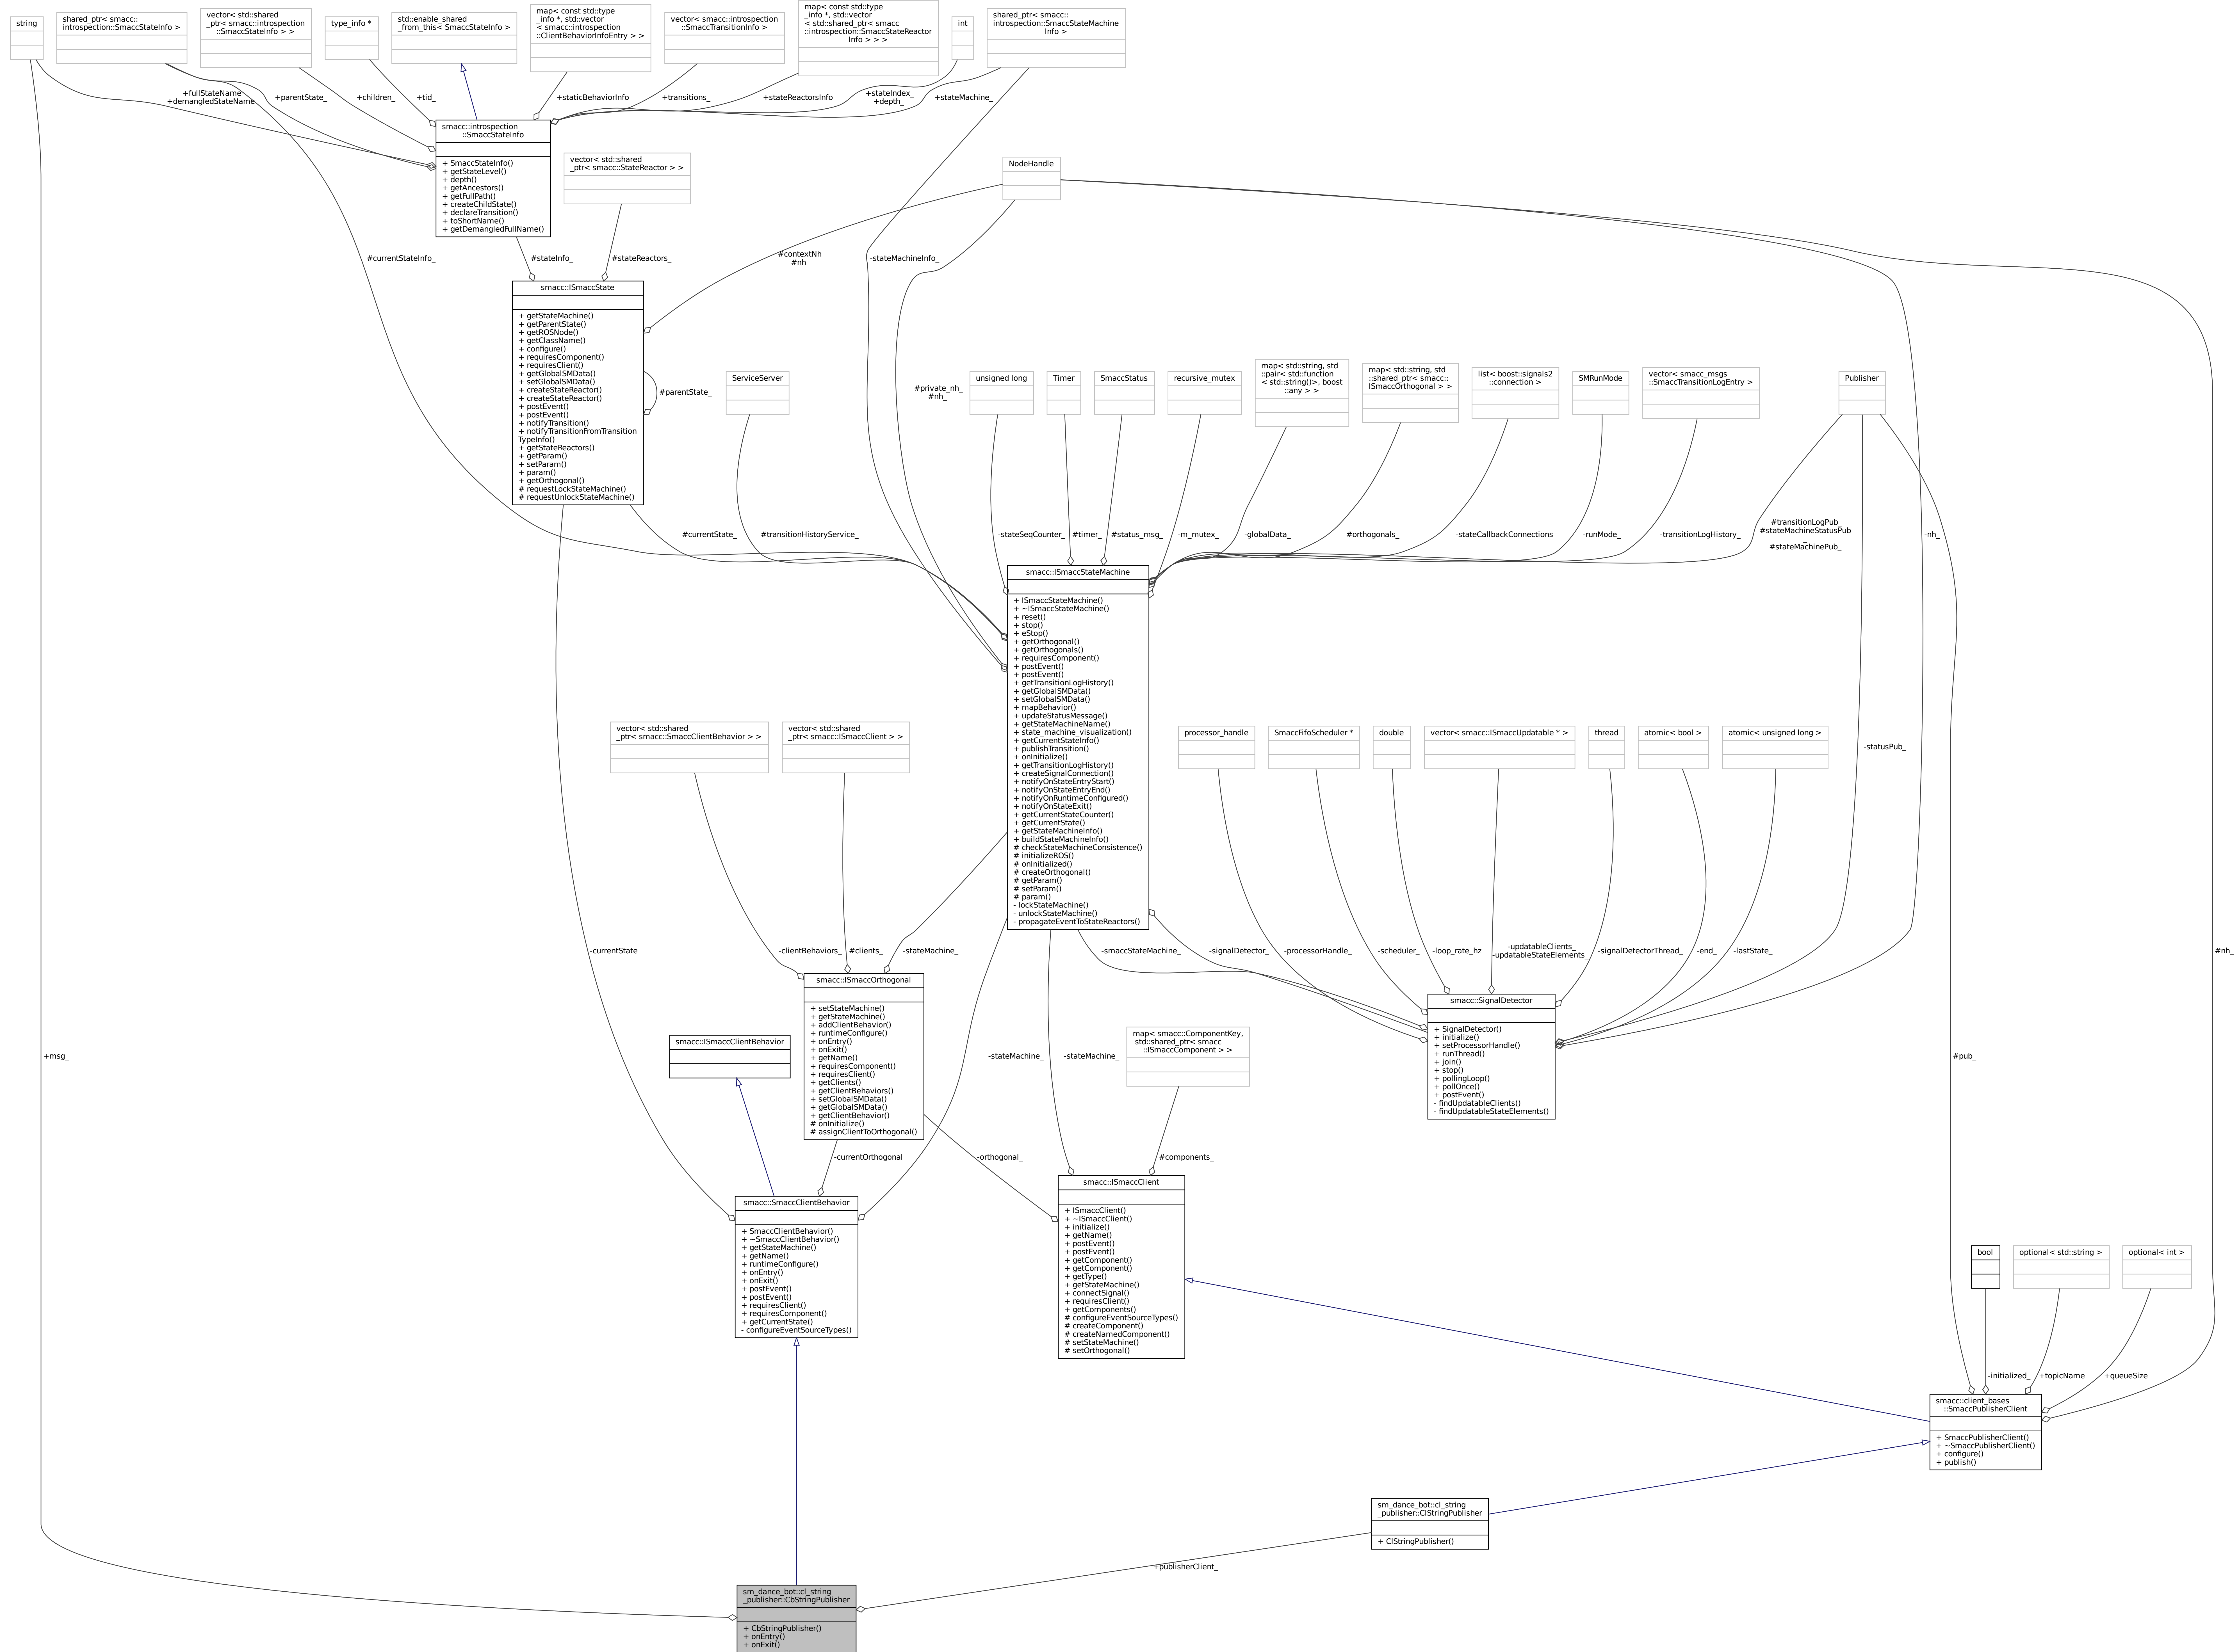 string
shared_ptr< smacc::
introspection::SmaccStateInfo >
vector< std::shared
_ptr< smacc::introspection
::SmaccStateInfo > >
type_info *
std::enable_shared
_from_this< SmaccStateInfo >
map< const std::type
_info *, std::vector
< smacc::introspection
::ClientBehaviorInfoEntry > >
vector< smacc::introspection
::SmaccTransitionInfo >
map< const std::type
_info *, std::vector
< std::shared_ptr< smacc
::introspection::SmaccStateReactor
Info > > >
int
shared_ptr< smacc::
introspection::SmaccStateMachine
Info >
+fullStateName
+demangledStateName
+parentState_
+children_
+tid_
+staticBehaviorInfo
+transitions_
+stateReactorsInfo
+stateIndex_
+depth_
+stateMachine_
smacc::introspection
::SmaccStateInfo
+ SmaccStateInfo()
+ getStateLevel()
+ depth()
+ getAncestors()
+ getFullPath()
+ createChildState()
+ declareTransition()
+ toShortName()
+ getDemangledFullName()
vector< std::shared
_ptr< smacc::StateReactor > >
NodeHandle
#currentStateInfo_
#stateInfo_
#stateReactors_
#contextNh
#nh
-stateMachineInfo_
smacc::ISmaccState
+ getStateMachine()
+ getParentState()
+ getROSNode()
+ getClassName()
+ configure()
+ requiresComponent()
+ requiresClient()
+ getGlobalSMData()
+ setGlobalSMData()
+ createStateReactor()
+ createStateReactor()
+ postEvent()
+ postEvent()
+ notifyTransition()
+ notifyTransitionFromTransition
TypeInfo()
+ getStateReactors()
+ getParam()
+ setParam()
+ param()
+ getOrthogonal()
# requestLockStateMachine()
# requestUnlockStateMachine()
#parentState_
ServiceServer
#private_nh_
#nh_
unsigned long
Timer
SmaccStatus
recursive_mutex
map< std::string, std
::pair< std::function
< std::string()>, boost
::any > >
map< std::string, std
::shared_ptr< smacc::
ISmaccOrthogonal > >
list< boost::signals2
::connection >
SMRunMode
vector< smacc_msgs
::SmaccTransitionLogEntry >
Publisher
#currentState_
#transitionHistoryService_
-stateSeqCounter_
#timer_
#status_msg_
-m_mutex_
-globalData_
#orthogonals_
-stateCallbackConnections
-runMode_
-transitionLogHistory_
#transitionLogPub_
#stateMachineStatusPub
_
#stateMachinePub_
-nh_
smacc::ISmaccStateMachine
+ ISmaccStateMachine()
+ ~ISmaccStateMachine()
+ reset()
+ stop()
+ eStop()
+ getOrthogonal()
+ getOrthogonals()
+ requiresComponent()
+ postEvent()
+ postEvent()
+ getTransitionLogHistory()
+ getGlobalSMData()
+ setGlobalSMData()
+ mapBehavior()
+ updateStatusMessage()
+ getStateMachineName()
+ state_machine_visualization()
+ getCurrentStateInfo()
+ publishTransition()
+ onInitialize()
+ getTransitionLogHistory()
+ createSignalConnection()
+ notifyOnStateEntryStart()
+ notifyOnStateEntryEnd()
+ notifyOnRuntimeConfigured()
+ notifyOnStateExit()
+ getCurrentStateCounter()
+ getCurrentState()
+ getStateMachineInfo()
+ buildStateMachineInfo()
# checkStateMachineConsistence()
# initializeROS()
# onInitialized()
# createOrthogonal()
# getParam()
# setParam()
# param()
- lockStateMachine()
- unlockStateMachine()
- propagateEventToStateReactors()
vector< std::shared
_ptr< smacc::SmaccClientBehavior > >
vector< std::shared
_ptr< smacc::ISmaccClient > >
processor_handle
SmaccFifoScheduler *
double
vector< smacc::ISmaccUpdatable * >
thread
atomic< bool >
atomic< unsigned long >
-statusPub_
-currentState
-clientBehaviors_
#clients_
-stateMachine_
-smaccStateMachine_
-signalDetector_
-processorHandle_
-scheduler_
-loop_rate_hz
-updatableClients_
-updatableStateElements_
-signalDetectorThread_
-end_
-lastState_
#nh_
smacc::ISmaccOrthogonal
+ setStateMachine()
+ getStateMachine()
+ addClientBehavior()
+ runtimeConfigure()
+ onEntry()
+ onExit()
+ getName()
+ requiresComponent()
+ requiresClient()
+ getClients()
+ getClientBehaviors()
+ setGlobalSMData()
+ getGlobalSMData()
+ getClientBehavior()
# onInitialize()
# assignClientToOrthogonal()
smacc::SignalDetector
+ SignalDetector()
+ initialize()
+ setProcessorHandle()
+ runThread()
+ join()
+ stop()
+ pollingLoop()
+ pollOnce()
+ postEvent()
- findUpdatableClients()
- findUpdatableStateElements()
smacc::ISmaccClientBehavior
map< smacc::ComponentKey,
std::shared_ptr< smacc
::ISmaccComponent > >
+msg_
-stateMachine_
-stateMachine_
#pub_
-currentOrthogonal
-orthogonal_
#components_
smacc::SmaccClientBehavior
+ SmaccClientBehavior()
+ ~SmaccClientBehavior()
+ getStateMachine()
+ getName()
+ runtimeConfigure()
+ onEntry()
+ onExit()
+ postEvent()
+ postEvent()
+ requiresClient()
+ requiresComponent()
+ getCurrentState()
- configureEventSourceTypes()
smacc::ISmaccClient
+ ISmaccClient()
+ ~ISmaccClient()
+ initialize()
+ getName()
+ postEvent()
+ postEvent()
+ getComponent()
+ getComponent()
+ getType()
+ getStateMachine()
+ connectSignal()
+ requiresClient()
+ getComponents()
# configureEventSourceTypes()
# createComponent()
# createNamedComponent()
# setStateMachine()
# setOrthogonal()
bool
optional< std::string >
optional< int >
-initialized_
+topicName
+queueSize
smacc::client_bases
::SmaccPublisherClient
+ SmaccPublisherClient()
+ ~SmaccPublisherClient()
+ configure()
+ publish()
sm_dance_bot::cl_string
_publisher::ClStringPublisher
+ ClStringPublisher()
+publisherClient_
sm_dance_bot::cl_string
_publisher::CbStringPublisher
+ CbStringPublisher()
+ onEntry()
+ onExit()